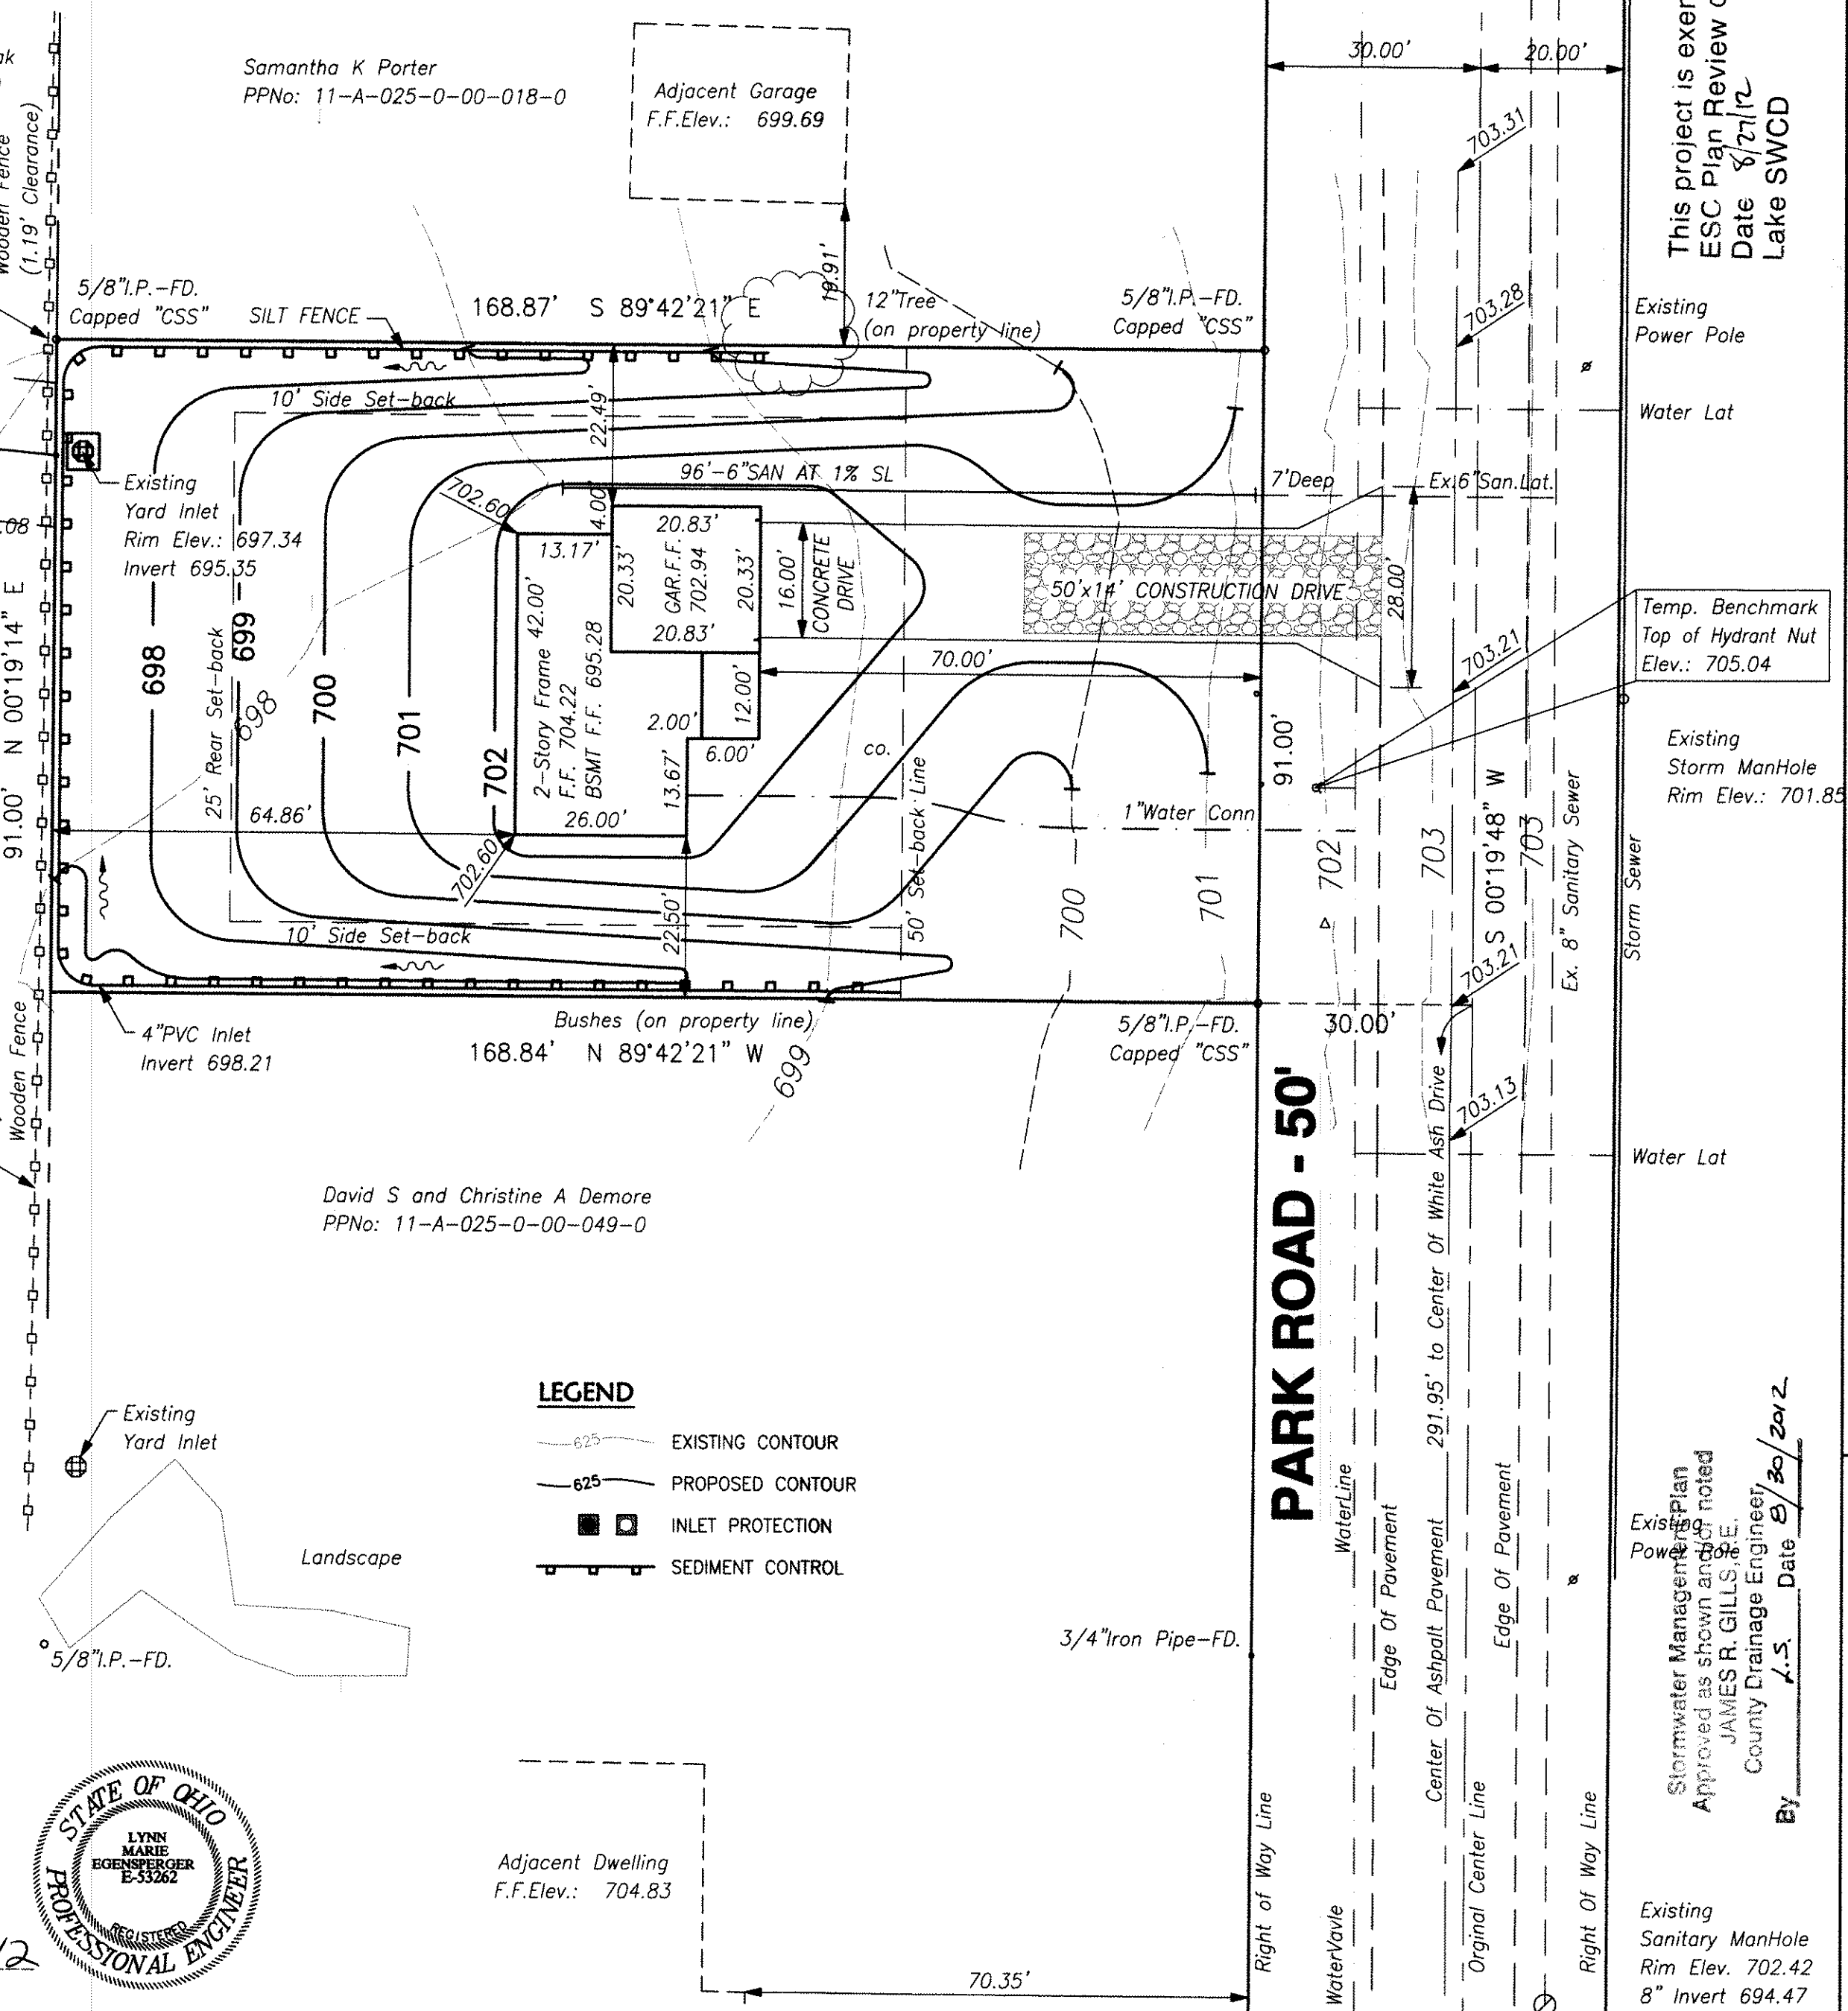 Samantha K Porter
PPNo: 11-A-025-0-00-018-0
Adjacent Garage
F.F.Elev.: 699.69
30.00'
20.00'
This project is exer
ESC Plan Review
Date 8/27/12
Lake SWCD
Wooden Fence
(1.19' Clearance)
703.31
703.28
19.91'
5/8"I.P.-FD.
Capped "CSS"
SILT FENCE
168.87' S 89°42'21" E
12"Tree
(on property line)
5/8"I.P.-FD.
Capped "CSS"
Existing
Power Pole
10' Side Set-back
22.49'
Water Lat
Existing
Yard Inlet
Rim Elev.: 697.34
Invert 695.35
702.60
96'-6"SAN AT 1% SL
7'Deep
Ex.6"San.Lat.
4.00'
20.83'
13.17'
20.33'
GAR.F.F.
702.94
20.33'
20.83'
16.00'
CONCRETE
DRIVE
50'x14' CONSTRUCTION DRIVE
28.00'
Temp. Benchmark
Top of Hydrant Nut
Elev.: 705.04
91.00' N 00°19'14" E
698
25' Rear Set-back
699
698
700
701
702
2-Story Frame 42.00'
F.F. 704.22
BSMT F.F. 695.28
70.00'
12.00'
2.00'
6.00'
13.67'
co.
50' Set-back Line
703.21
91.00'
Existing
Storm ManHole
Rim Elev.: 701.85
64.86'
26.00'
1"Water Conn
702.60
22.50'
700
701
702
703
S 00°19'48" W
703
Ex. 8" Sanitary Sewer
Storm Sewer
10' Side Set-back
703.21
4"PVC Inlet
Invert 698.21
Bushes (on property line)
168.84' N 89°42'21" W
699
5/8"I.P.-FD.
Capped "CSS"
30.00'
Wooden Fence
703.13
Water Lat
David S and Christine A Demore
PPNo: 11-A-025-0-00-049-0
PARK ROAD - 50'
291.95' to Center Of White Ash Drive
LEGEND
625 EXISTING CONTOUR
625 PROPOSED CONTOUR
INLET PROTECTION
SEDIMENT CONTROL
Existing
Yard Inlet
Landscape
5/8"I.P.-FD.
3/4"Iron Pipe-FD.
WaterLine
Edge Of Pavement
Center Of Ashpalt Pavement
Edge Of Pavement
Existing
Power Pole
Stormwater Management Plan
Approved as shown and/or noted
JAMES R. GILLS, P.E.
County Drainage Engineer
By L.S. Date 8/30/2012
STATE OF OHIO
LYNN
MARIE
EGENSPERGER
E-53262
REGISTERED
PROFESSIONAL ENGINEER
Adjacent Dwelling
F.F.Elev.: 704.83
70.35'
Right of Way Line
WaterVavle
Orginal Center Line
Right Of Way Line
Existing
Sanitary ManHole
Rim Elev. 702.42
8" Invert 694.47